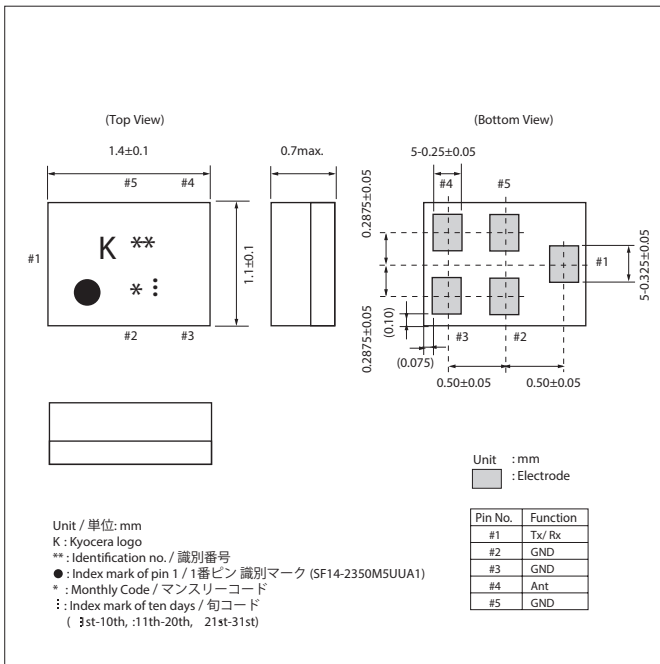 (Top View)
(Bottom View)
1.4±0.1
0.7max.
5-0.25±0.05
#5 #4
#4 #5
#1
K **
*
1.1±0.1
#2 #3
0.2875±0.05
0.2875±0.05
(0.10)
(0.075)
#3 #2
#1
5-0.325±0.05
0.50±0.05 0.50±0.05
Unit : mm
: Electrode
Unit / 単位: mm
K : Kyocera logo
** : Identification no. / 識別番号
● : Index mark of pin 1 / 1番ピン 識別マーク (SF14-2350M5UUA1)
* : Monthly Code / マンスリーコード
⋮ : Index mark of ten days / 旬コード
( st-10th, :11th-20th, 21st-31st)
Pin No. Function
#1 Tx/ Rx
#2 GND
#3 GND
#4 Ant
#5 GND